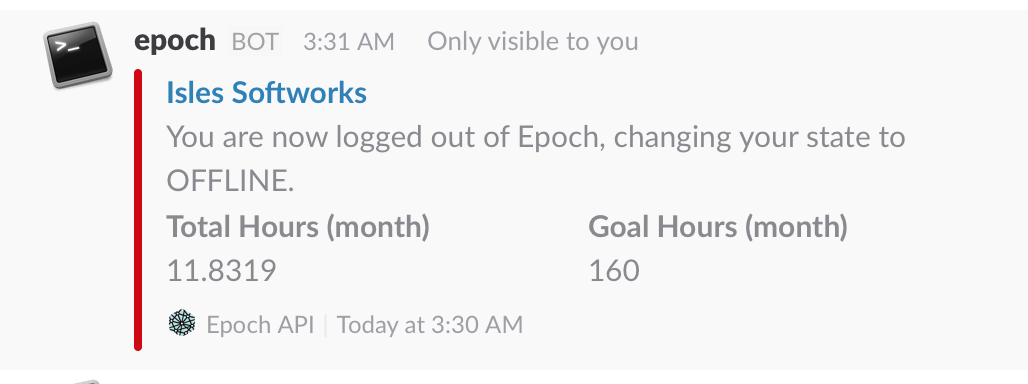 >_
epoch BOT 3:31 AM Only visible to you
Isles Softworks
You are now logged out of Epoch, changing your state to
OFFLINE.
Total Hours (month) Goal Hours (month)
11.8319 160
Epoch API | Today at 3:30 AM